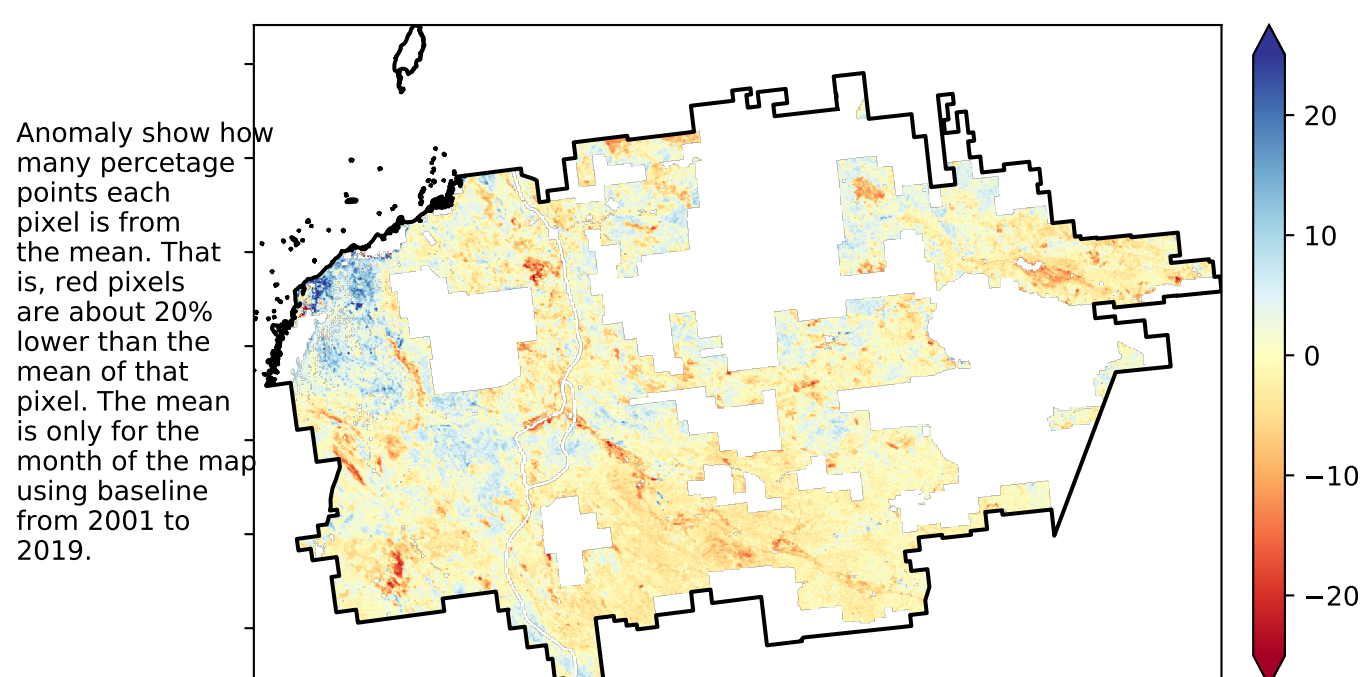 Anomaly show how
many percetage
points each
pixel is from
the mean. That
is, red pixels
are about 20%
lower than the
mean of that
pixel. The mean
is only for the
month of the map
using baseline
from 2001 to
2019.
20
10
0
−10
−20